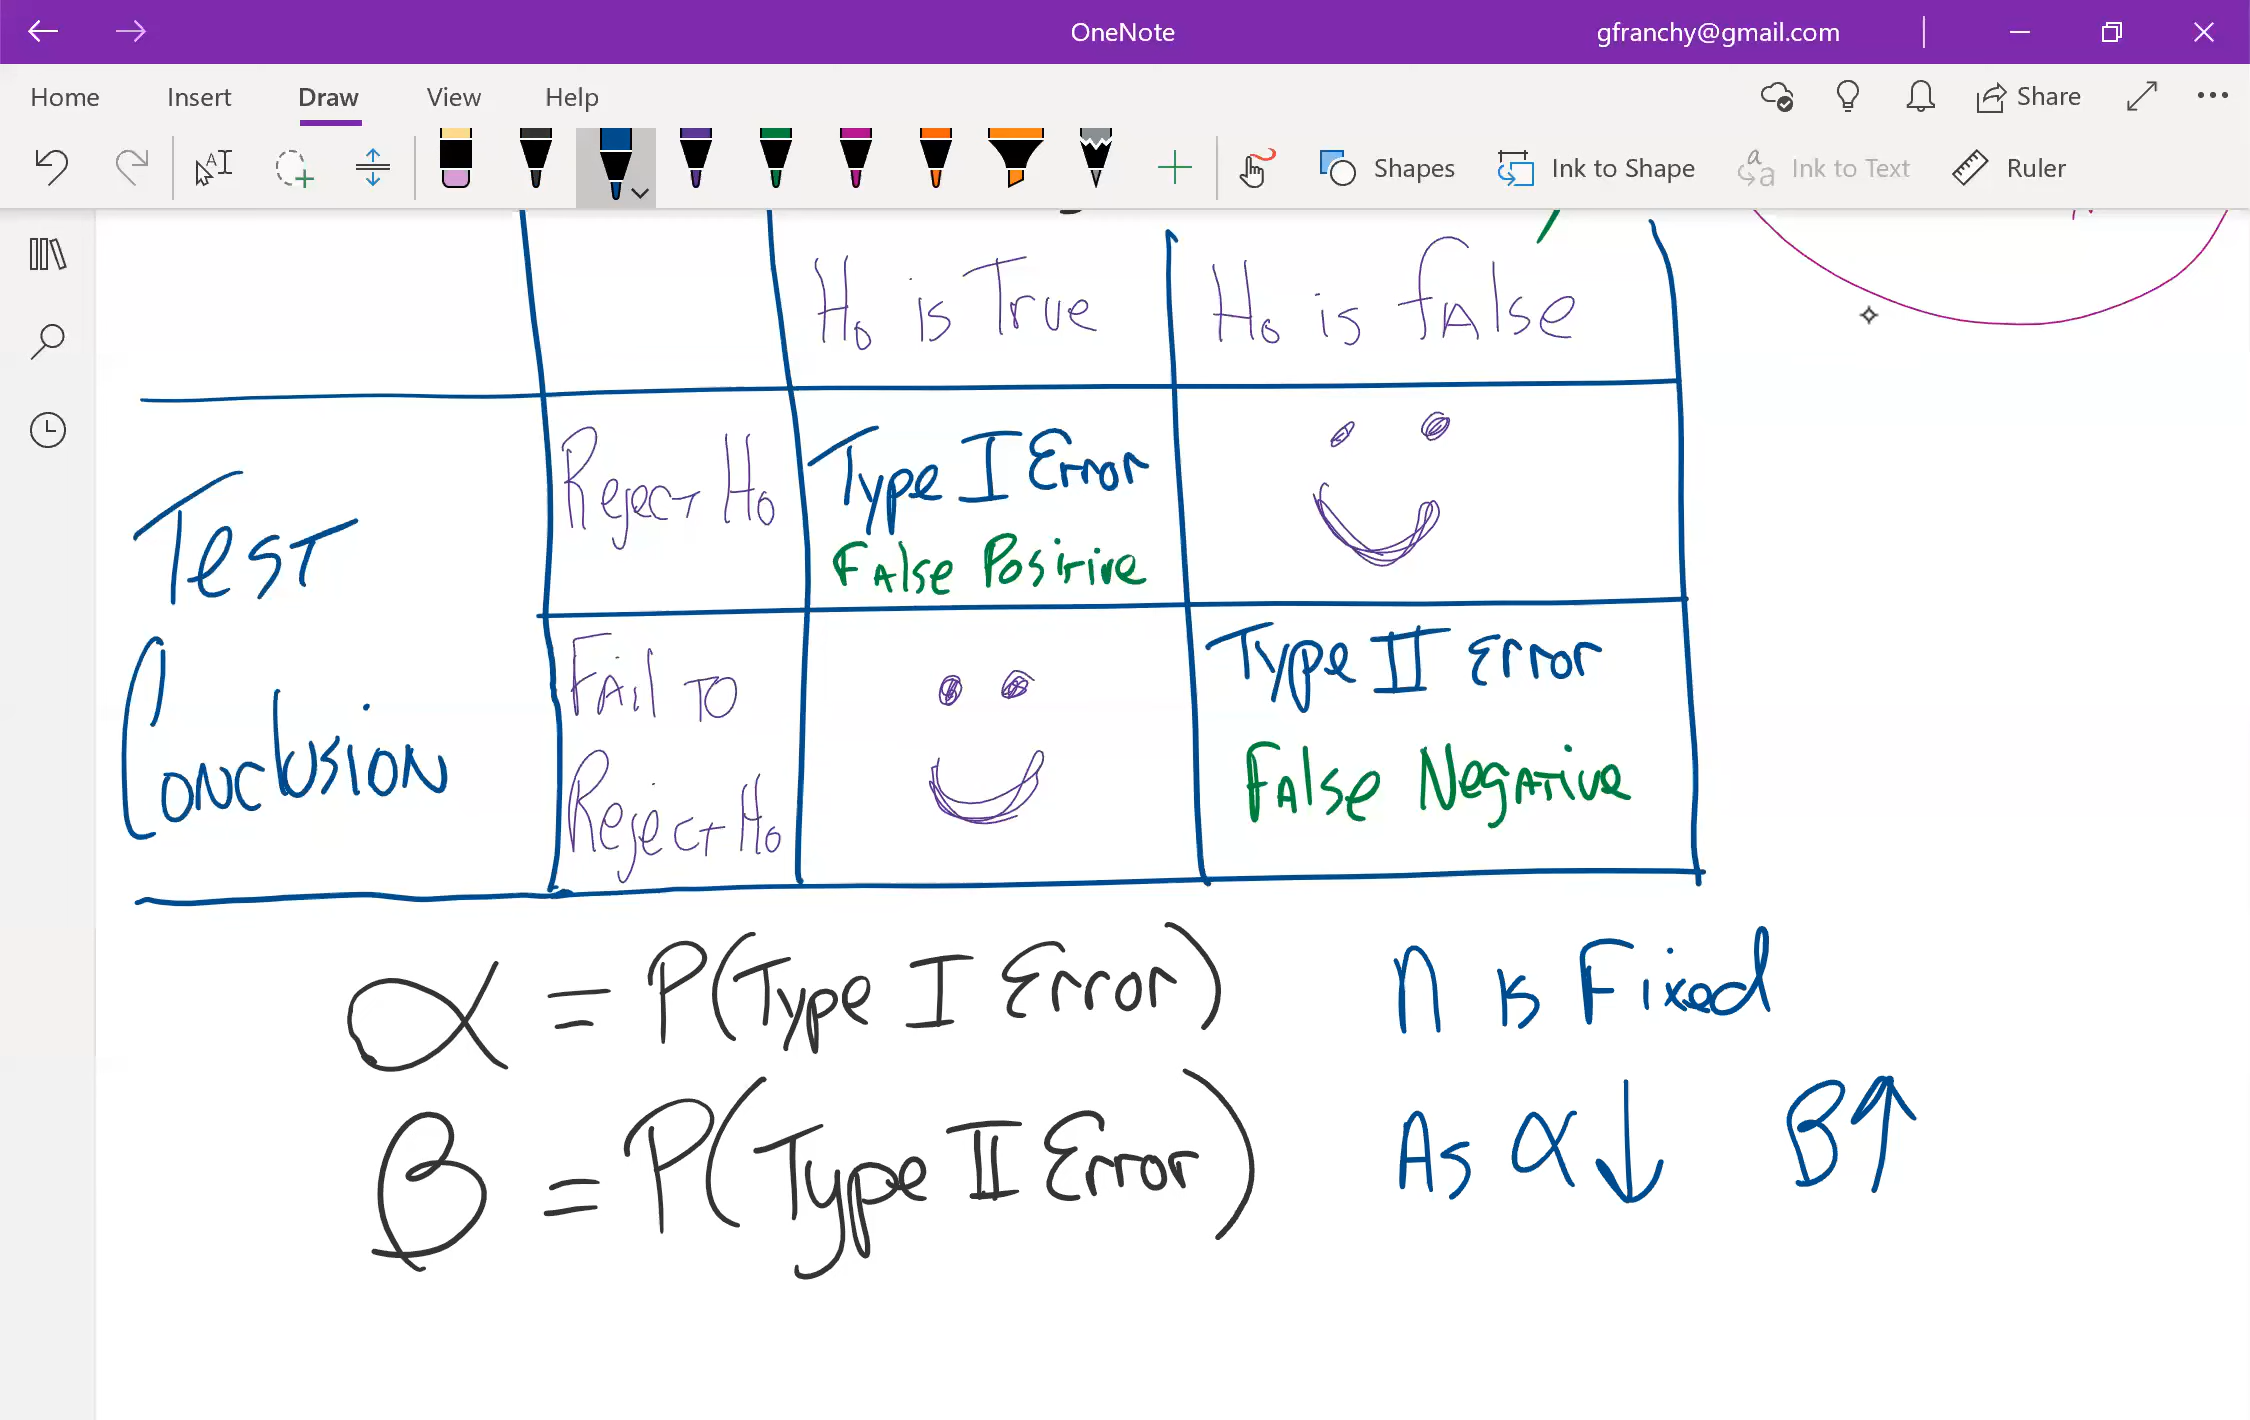 OneNote
gfranchy@gmail.com
Home Insert Draw View Help
Share
Shapes Ink to Shape Ink to Text Ruler
H₀ is True H₀ is false
Test Conclusion
Reject H₀
Type I Error
False Positive
Fail to
Reject H₀
Type II Error
False Negative
α = P(Type I Error)
n is Fixed
β = P(Type II Error)
As α ↓ β ↑